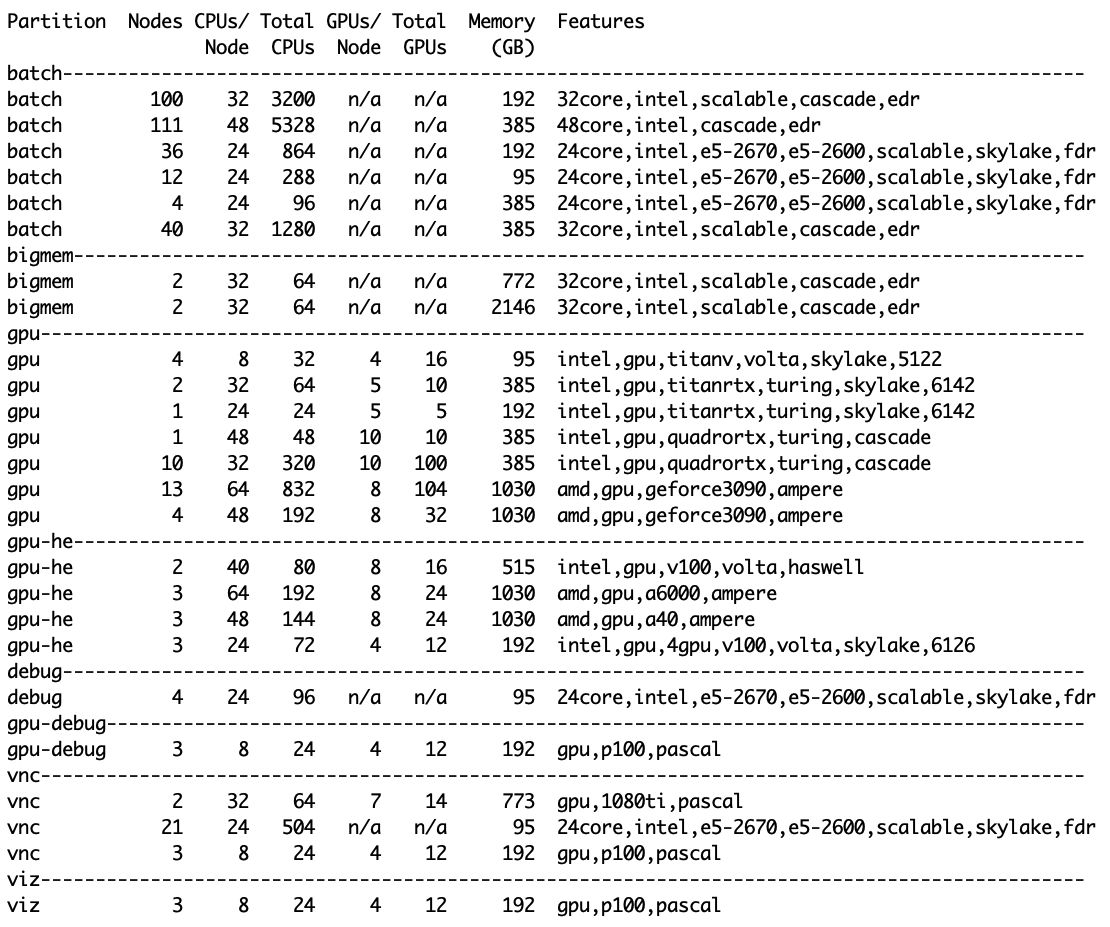 Partition  Nodes CPUs/ Total GPUs/ Total  Memory  Features
                  Node  CPUs  Node  GPUs    (GB)
batch---------------------------------------------------------------------------------------------
batch        100    32  3200   n/a   n/a     192  32core,intel,scalable,cascade,edr
batch        111    48  5328   n/a   n/a     385  48core,intel,cascade,edr
batch         36    24   864   n/a   n/a     192  24core,intel,e5-2670,e5-2600,scalable,skylake,fdr
batch         12    24   288   n/a   n/a      95  24core,intel,e5-2670,e5-2600,scalable,skylake,fdr
batch          4    24    96   n/a   n/a     385  24core,intel,e5-2670,e5-2600,scalable,skylake,fdr
batch         40    32  1280   n/a   n/a     385  32core,intel,scalable,cascade,edr
bigmem--------------------------------------------------------------------------------------------
bigmem         2    32    64   n/a   n/a     772  32core,intel,scalable,cascade,edr
bigmem         2    32    64   n/a   n/a    2146  32core,intel,scalable,cascade,edr
gpu-----------------------------------------------------------------------------------------------
gpu            4     8    32     4    16      95  intel,gpu,titanv,volta,skylake,5122
gpu            2    32    64     5    10     385  intel,gpu,titanrtx,turing,skylake,6142
gpu            1    24    24     5     5     192  intel,gpu,titanrtx,turing,skylake,6142
gpu            1    48    48    10    10     385  intel,gpu,quadrortx,turing,cascade
gpu           10    32   320    10   100     385  intel,gpu,quadrortx,turing,cascade
gpu           13    64   832     8   104    1030  amd,gpu,geforce3090,ampere
gpu            4    48   192     8    32    1030  amd,gpu,geforce3090,ampere
gpu-he--------------------------------------------------------------------------------------------
gpu-he         2    40    80     8    16     515  intel,gpu,v100,volta,haswell
gpu-he         3    64   192     8    24    1030  amd,gpu,a6000,ampere
gpu-he         3    48   144     8    24    1030  amd,gpu,a40,ampere
gpu-he         3    24    72     4    12     192  intel,gpu,4gpu,v100,volta,skylake,6126
debug---------------------------------------------------------------------------------------------
debug          4    24    96   n/a   n/a      95  24core,intel,e5-2670,e5-2600,scalable,skylake,fdr
gpu-debug-----------------------------------------------------------------------------------------
gpu-debug      3     8    24     4    12     192  gpu,p100,pascal
vnc-----------------------------------------------------------------------------------------------
vnc            2    32    64     7    14     773  gpu,1080ti,pascal
vnc           21    24   504   n/a   n/a      95  24core,intel,e5-2670,e5-2600,scalable,skylake,fdr
vnc            3     8    24     4    12     192  gpu,p100,pascal
viz-----------------------------------------------------------------------------------------------
viz            3     8    24     4    12     192  gpu,p100,pascal